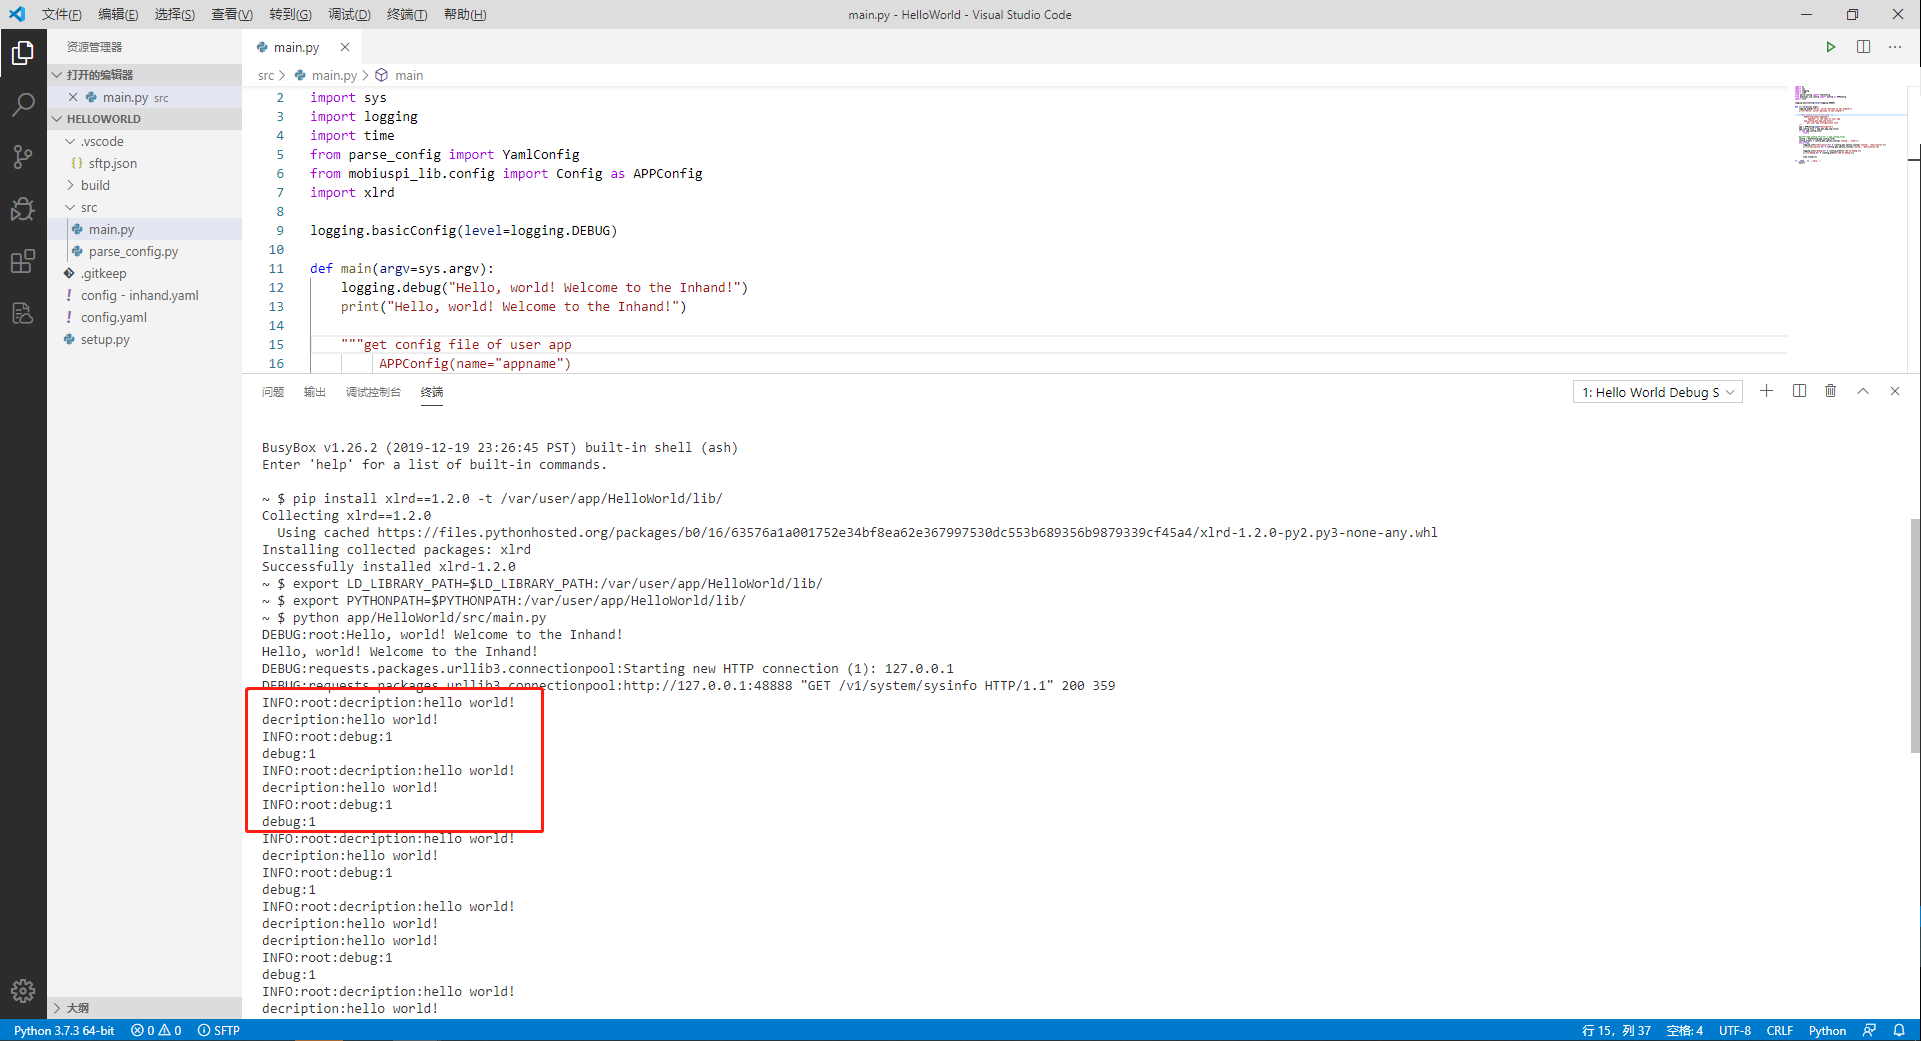 文件(F) 编辑(E) 选择(S) 查看(V) 转到(G) 调试(D) 终端(T) 帮助(H) main.py - HelloWorld - Visual Studio Code
资源管理器
打开的编辑器
main.py src
HELLOWORLD
.vscode
{} sftp.json
build
src
main.py
parse_config.py
.gitkeep
! config - inhand.yaml
! config.yaml
setup.py
大纲
main.py
src > main.py > main
2 import sys
3 import logging
4 import time
5 from parse_config import YamlConfig
6 from mobiuspi_lib.config import Config as APPConfig
7 import xlrd
8
9 logging.basicConfig(level=logging.DEBUG)
10
11 def main(argv=sys.argv):
12 logging.debug("Hello, world! Welcome to the Inhand!")
13 print("Hello, world! Welcome to the Inhand!")
14
15 """get config file of user app
16 APPConfig(name="appname")
问题 输出 调试控制台 终端 1: Hello World Debug S
BusyBox v1.26.2 (2019-12-19 23:26:45 PST) built-in shell (ash)
Enter 'help' for a list of built-in commands.
~ $ pip install xlrd==1.2.0 -t /var/user/app/HelloWorld/lib/
Collecting xlrd==1.2.0
Using cached https://files.pythonhosted.org/packages/b0/16/63576a1a001752e34bf8ea62e367997530dc553b689356b9879339cf45a4/xlrd-1.2.0-py2.py3-none-any.whl
Installing collected packages: xlrd
Successfully installed xlrd-1.2.0
~ $ export LD_LIBRARY_PATH=$LD_LIBRARY_PATH:/var/user/app/HelloWorld/lib/
~ $ export PYTHONPATH=$PYTHONPATH:/var/user/app/HelloWorld/lib/
~ $ python app/HelloWorld/src/main.py
DEBUG:root:Hello, world! Welcome to the Inhand!
Hello, world! Welcome to the Inhand!
DEBUG:requests.packages.urllib3.connectionpool:Starting new HTTP connection (1): 127.0.0.1
DEBUG:requests.packages.urllib3.connectionpool:http://127.0.0.1:48888 "GET /v1/system/sysinfo HTTP/1.1" 200 359
INFO:root:decription:hello world!
decription:hello world!
INFO:root:debug:1
debug:1
INFO:root:decription:hello world!
decription:hello world!
INFO:root:debug:1
debug:1
INFO:root:decription:hello world!
decription:hello world!
INFO:root:debug:1
debug:1
INFO:root:decription:hello world!
decription:hello world!
decription:hello world!
INFO:root:debug:1
debug:1
INFO:root:decription:hello world!
decription:hello world!
Python 3.7.3 64-bit 0 0 SFTP 行 15, 列 37 空格: 4 UTF-8 CRLF Python